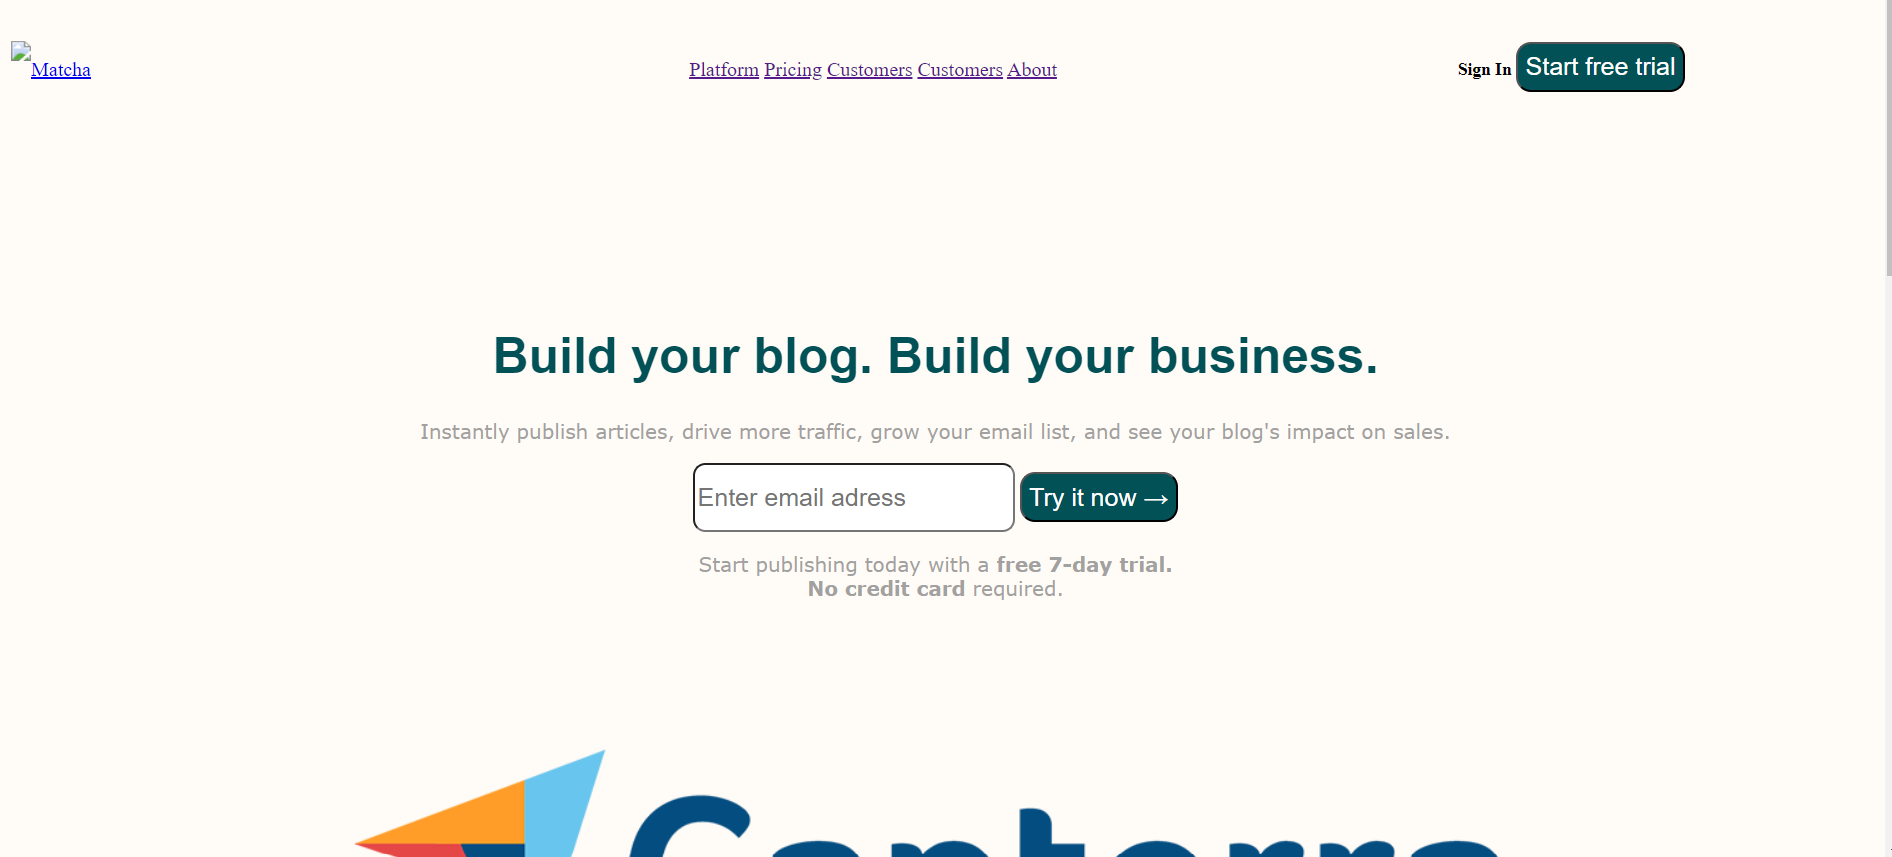 Matcha
Platform Pricing Customers Customers About
Sign In Start free trial
Build your blog. Build your business.
Instantly publish articles, drive more traffic, grow your email list, and see your blog's impact on sales.
Enter email adress Try it now →
Start publishing today with a free 7-day trial.
No credit card required.